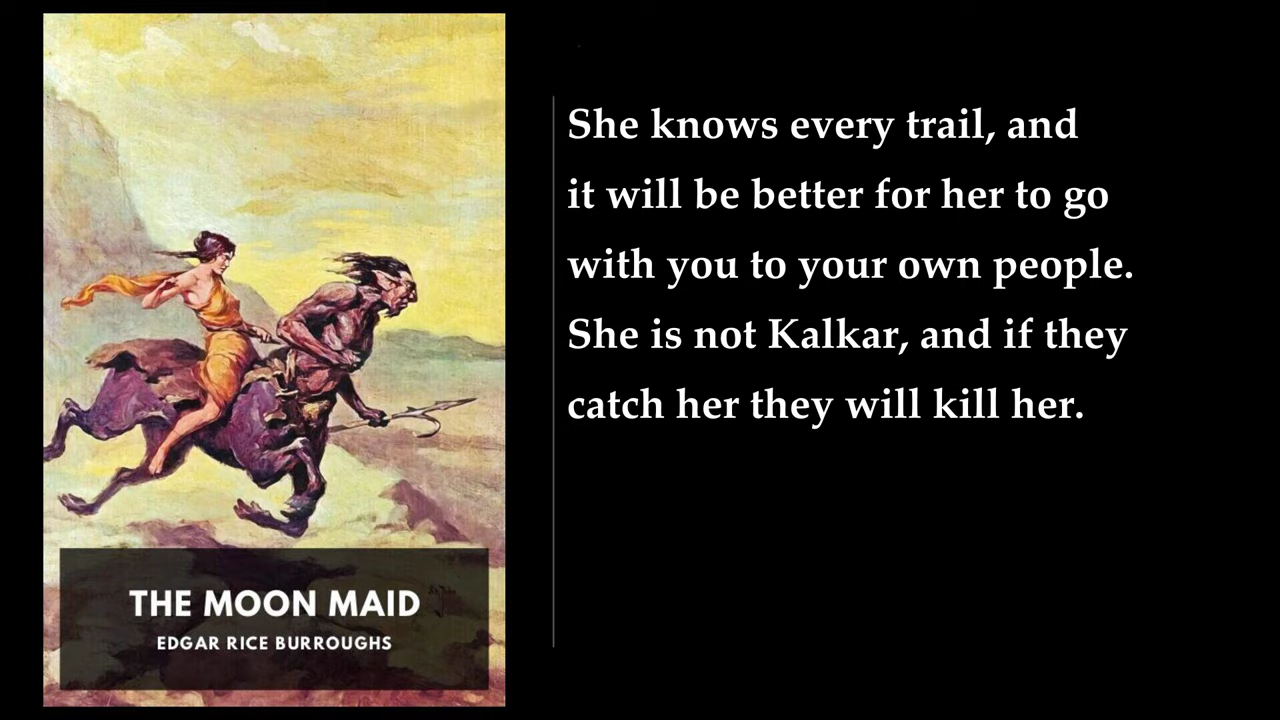 THE MOON MAID
EDGAR RICE BURROUGHS
She knows every trail, and
it will be better for her to go
with you to your own people.
She is not Kalkar, and if they
catch her they will kill her.